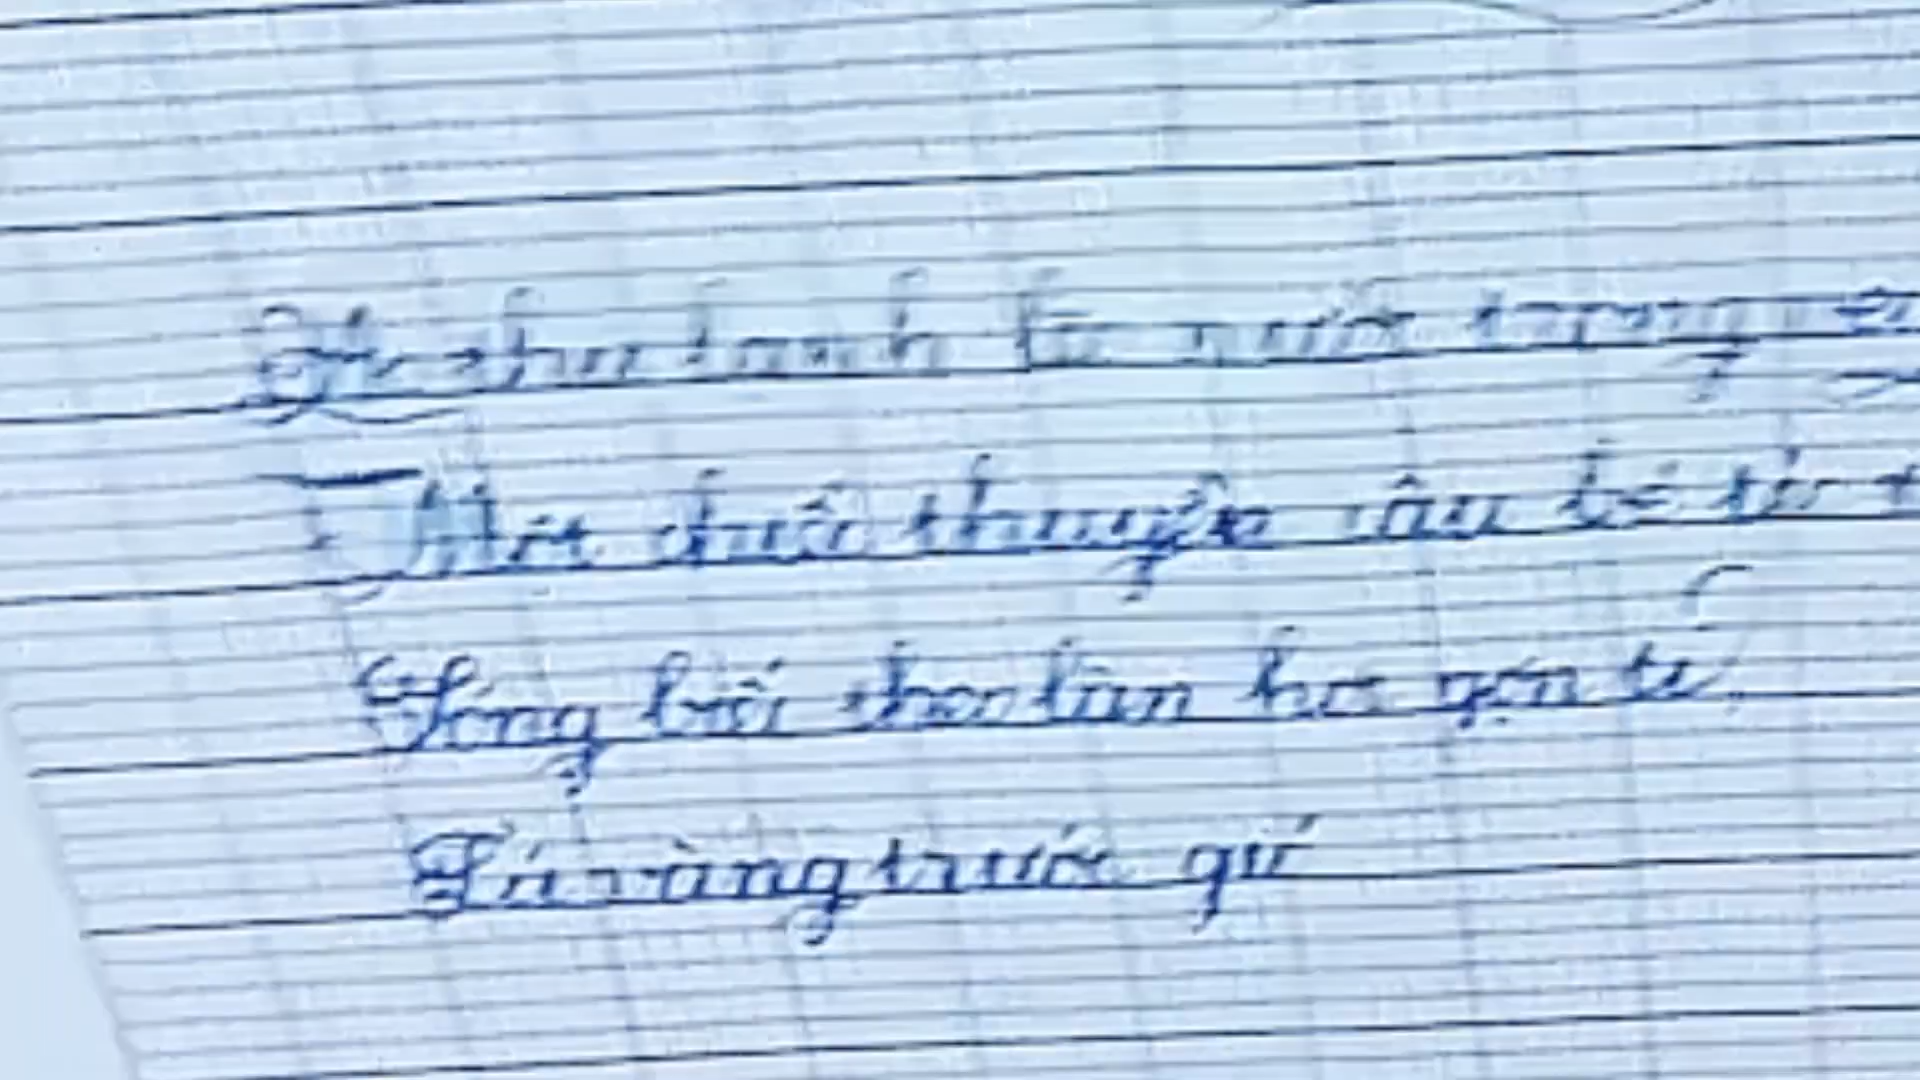 Ao thu lạnh lẽo nước trong
Một chiếc thuyền câu bé tẻo t
Sóng biếc theo làn hơi gợn tí
Lá vàng trước gió